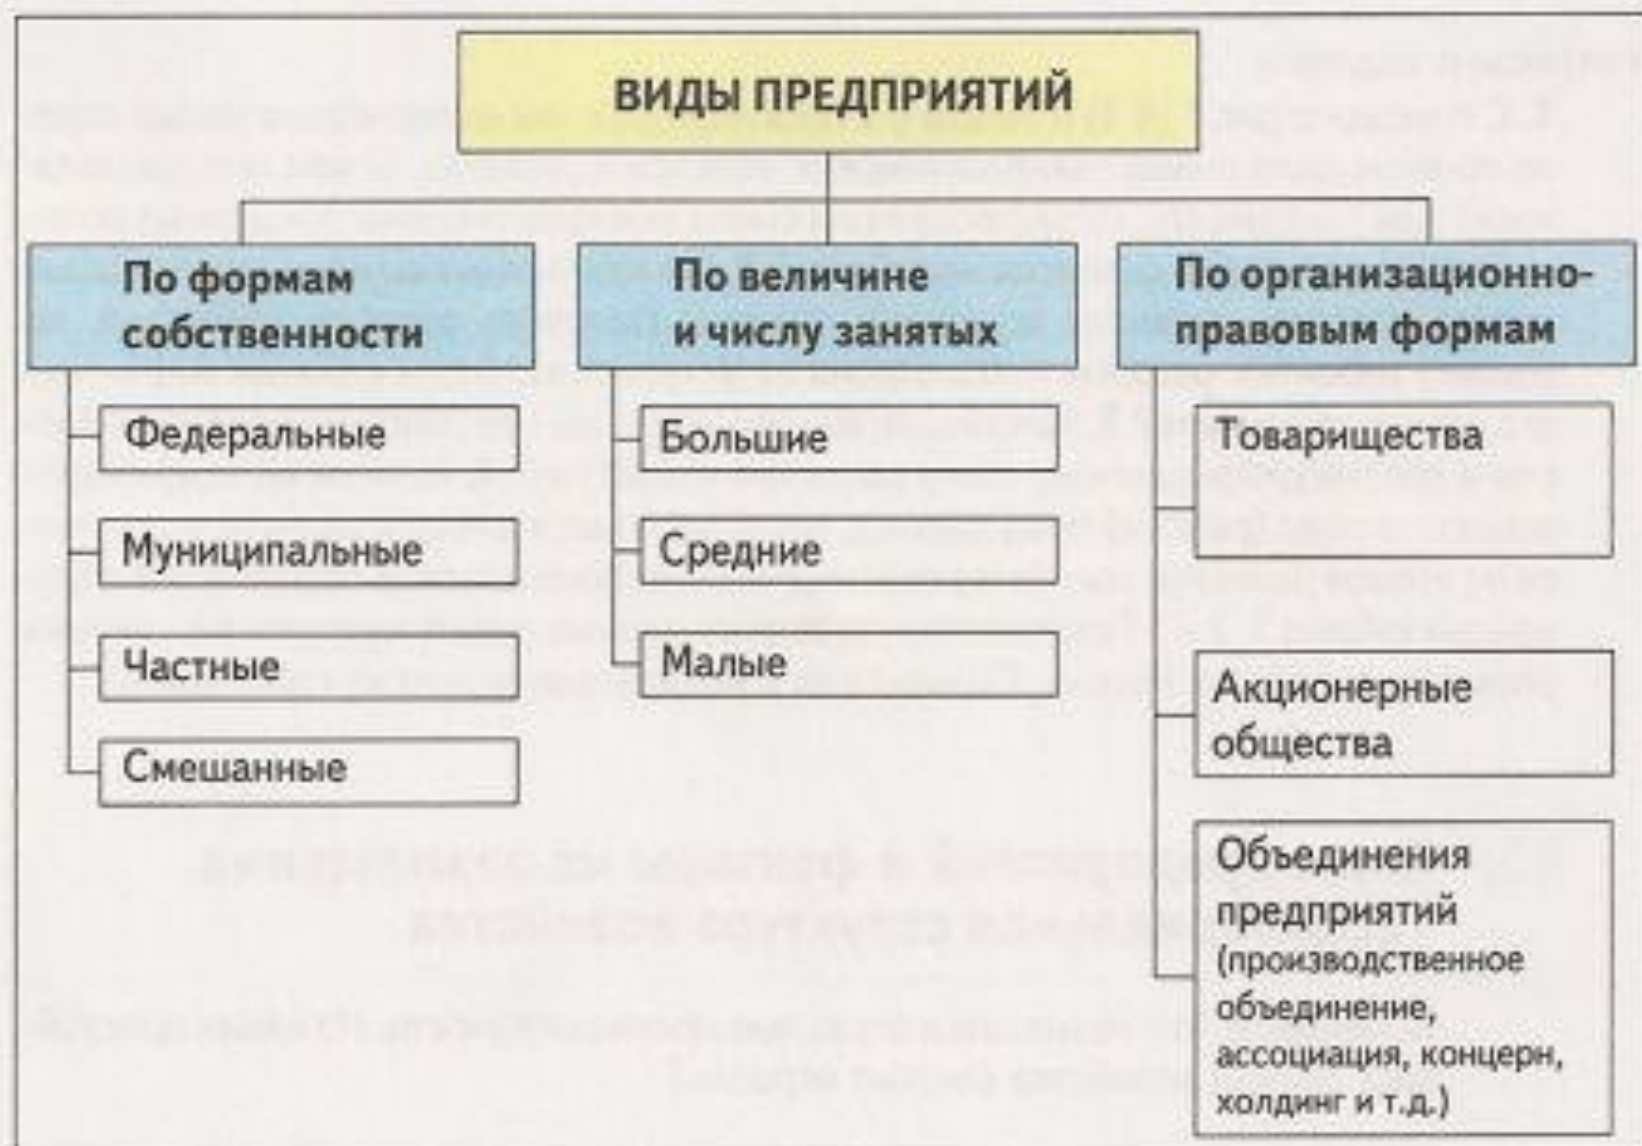 ВИДЫ ПРЕДПРИЯТИЙ
По формам
собственности
Федеральные
Муниципальные
Частные
Смешанные
По величине
и числу занятых
Большие
Средние
Малые
По организационно-
правовым формам
Товарищества
Акционерные
общества
Объединения
предприятий
(производственное
объединение,
ассоциация, концерн,
холдинг и т.д.)